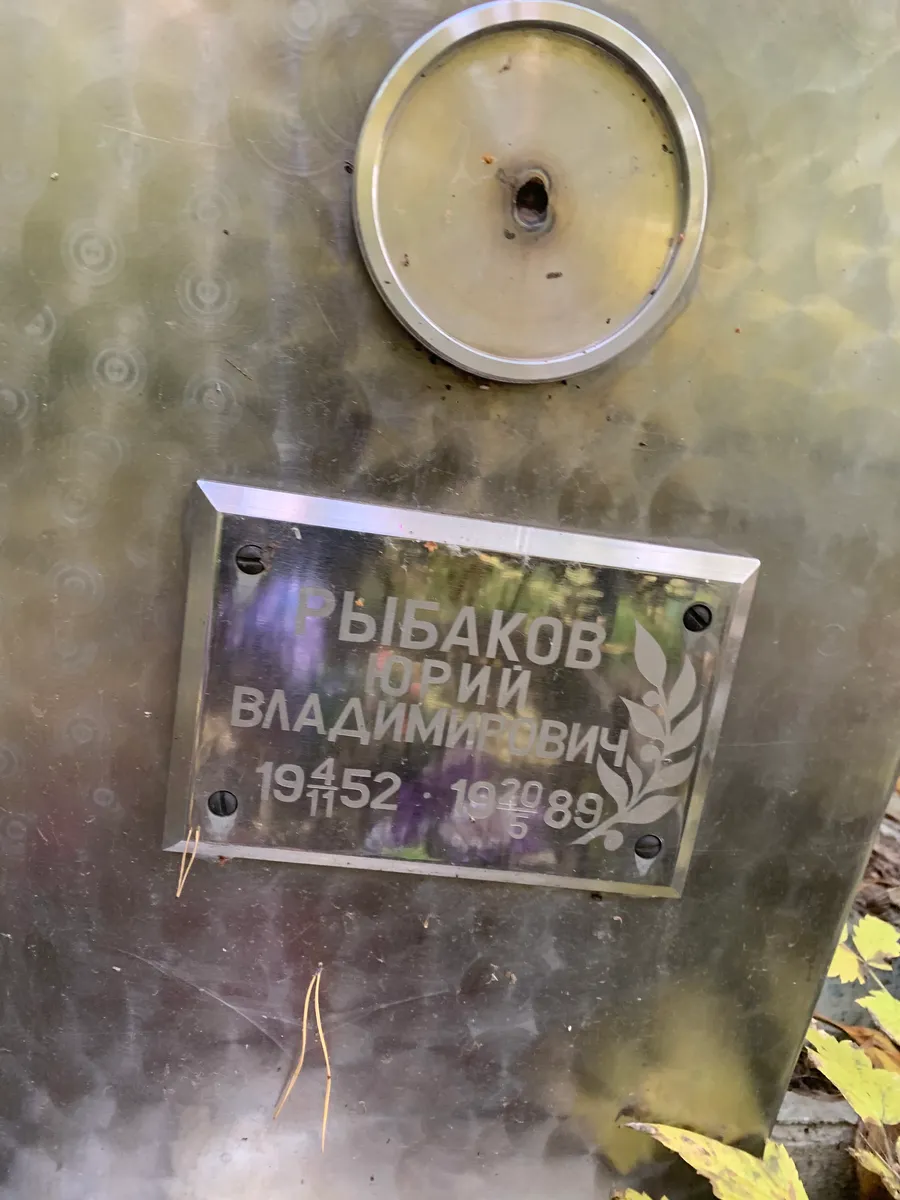 РЫБАКОВ
ЮРИЙ
ВЛАДИМИРОВИЧ
19 4/11 52 · 19 20/5 89